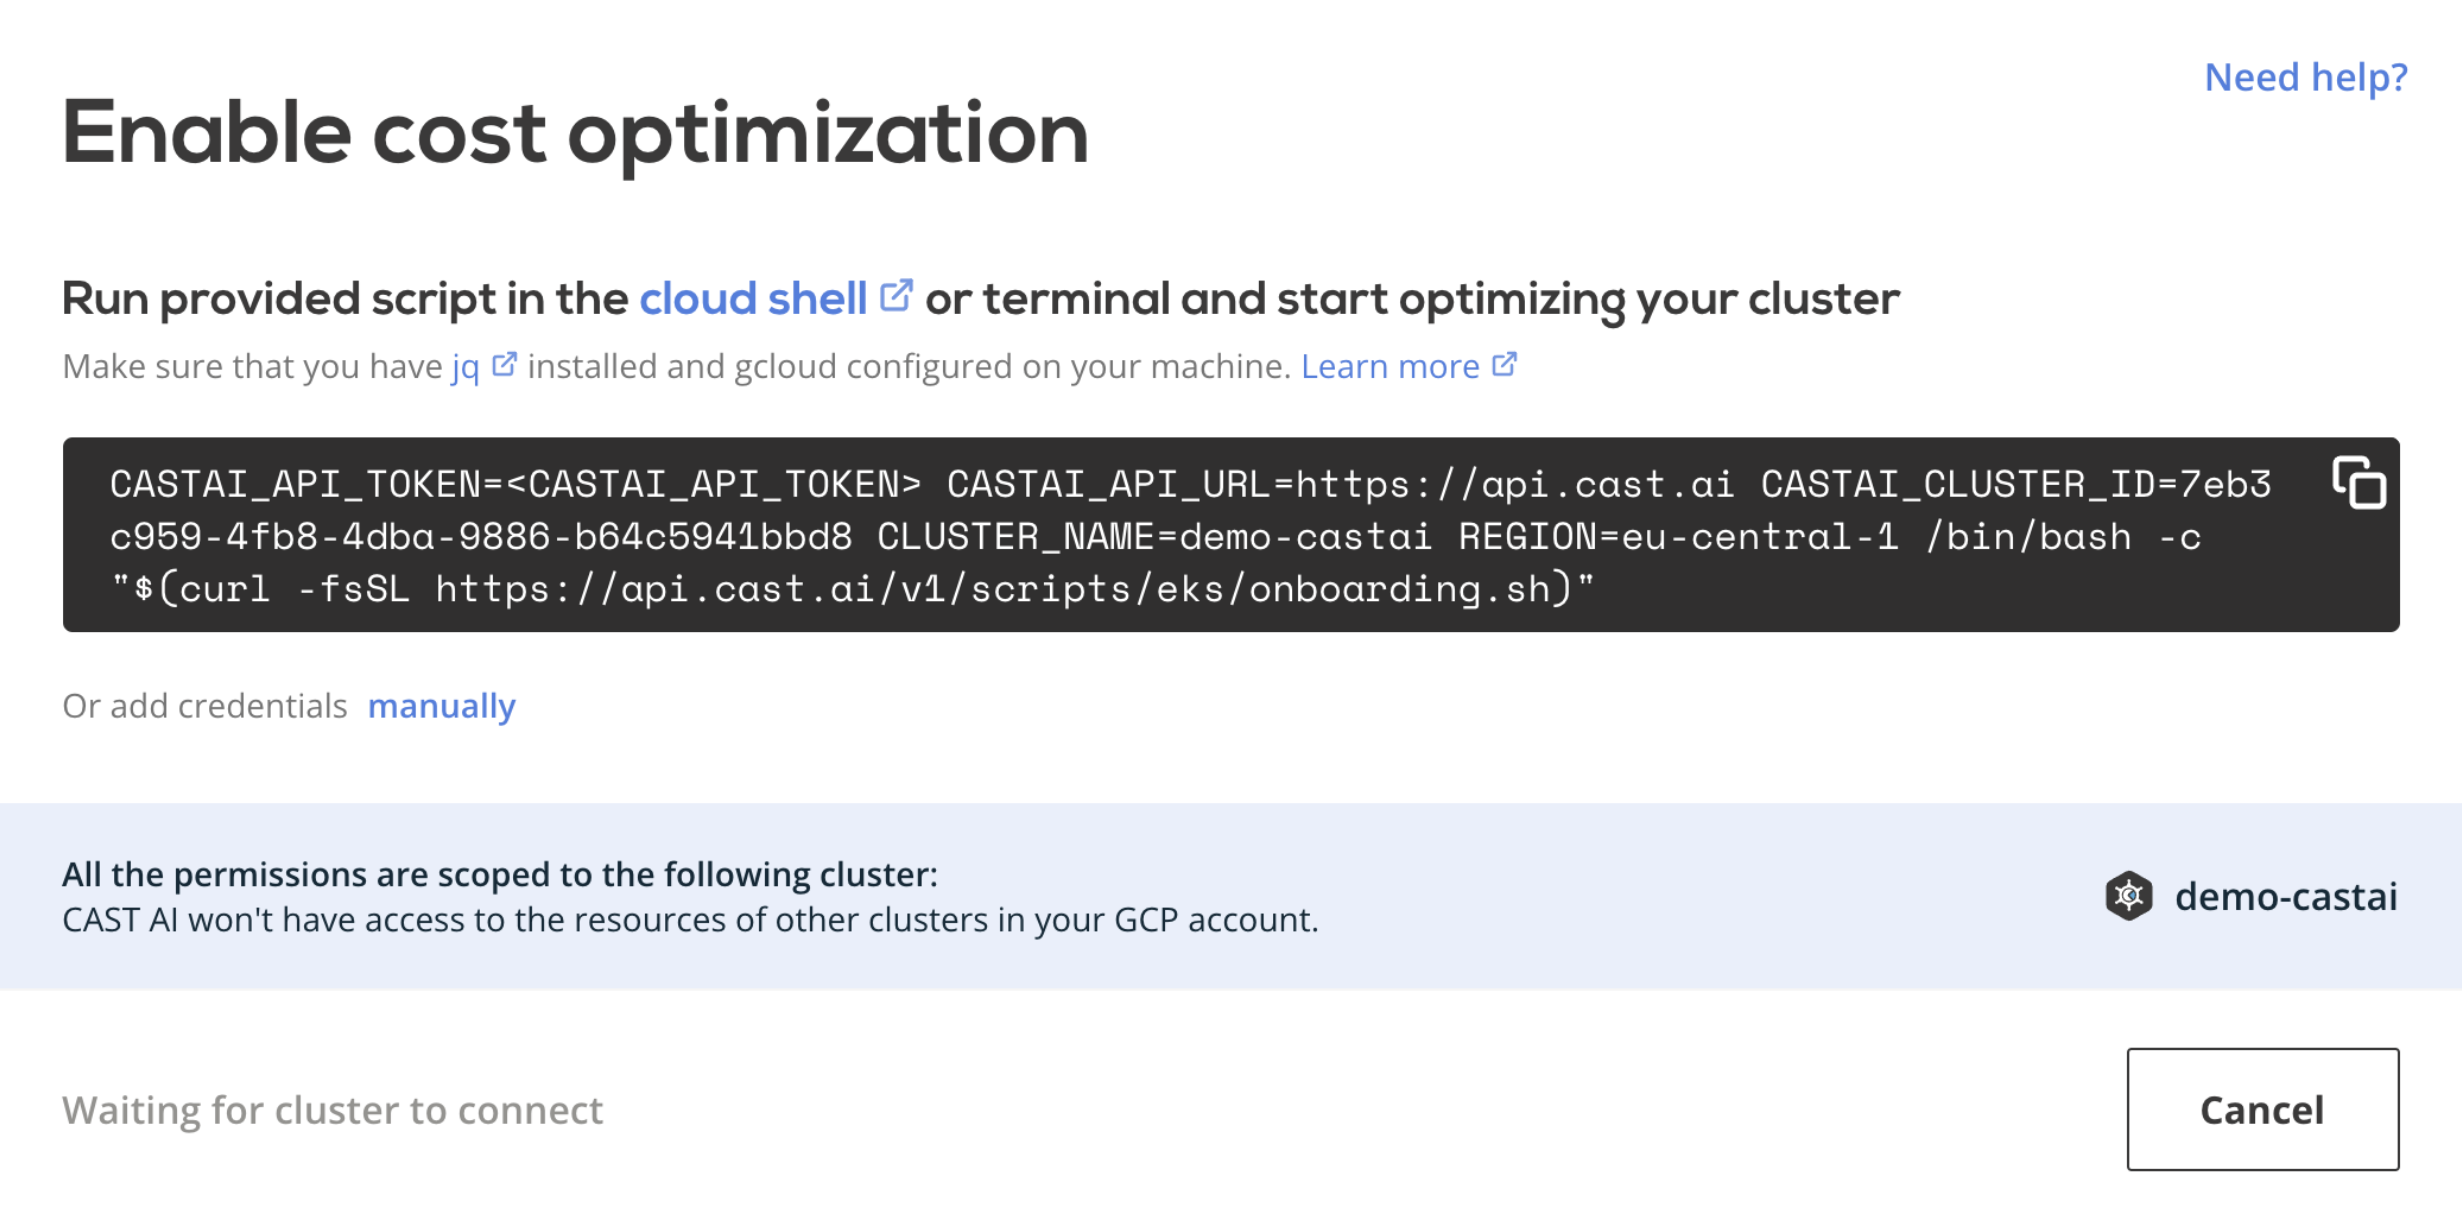 Need help?
Enable cost optimization
Run provided script in the cloud shell or terminal and start optimizing your cluster
Make sure that you have jq installed and gcloud configured on your machine. Learn more
CASTAI_API_TOKEN=<CASTAI_API_TOKEN> CASTAI_API_URL=https://api.cast.ai CASTAI_CLUSTER_ID=7eb3
c959-4fb8-4dba-9886-b64c5941bbd8 CLUSTER_NAME=demo-castai REGION=eu-central-1 /bin/bash -c
"$(curl -fsSL https://api.cast.ai/v1/scripts/eks/onboarding.sh)"
Or add credentials manually
All the permissions are scoped to the following cluster:
CAST AI won't have access to the resources of other clusters in your GCP account.
demo-castai
Waiting for cluster to connect
Cancel